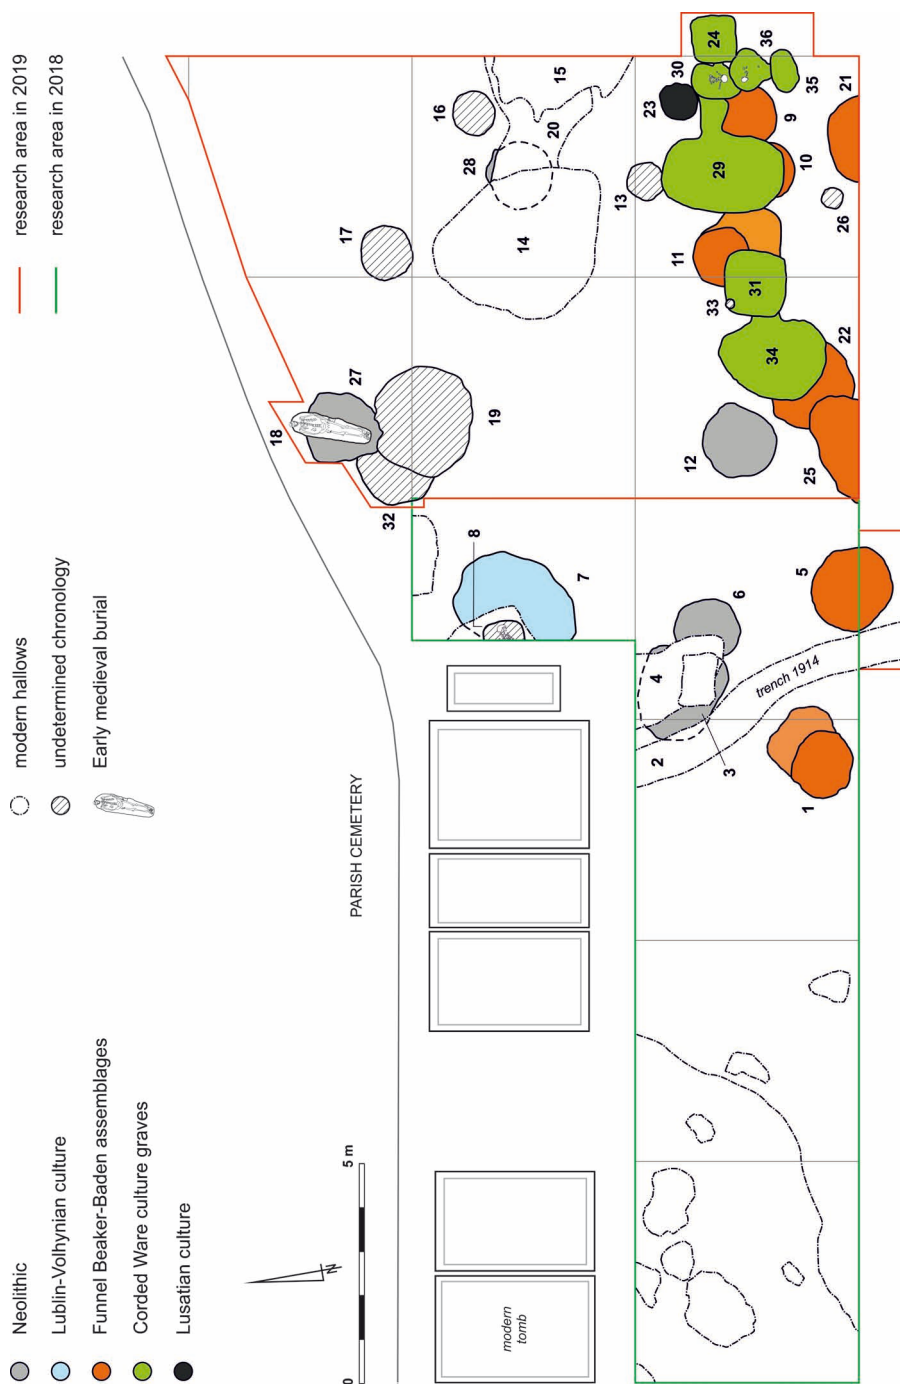 Neolithic
Lublin-Volhynian culture
Funnel Beaker-Baden assemblages
Corded Ware culture graves
Lusatian culture
modern hallows
undetermined chronology
Early medieval burial
research area in 2019
research area in 2018
N
0
5 m
PARISH CEMETERY
modern
tomb
18
27
17
16
15
24
36
30
23
35
21
28
20
9
10
13
29
14
26
11
33
31
22
34
19
12
25
32
8
7
5
6
4
trench 1914
2
3
1